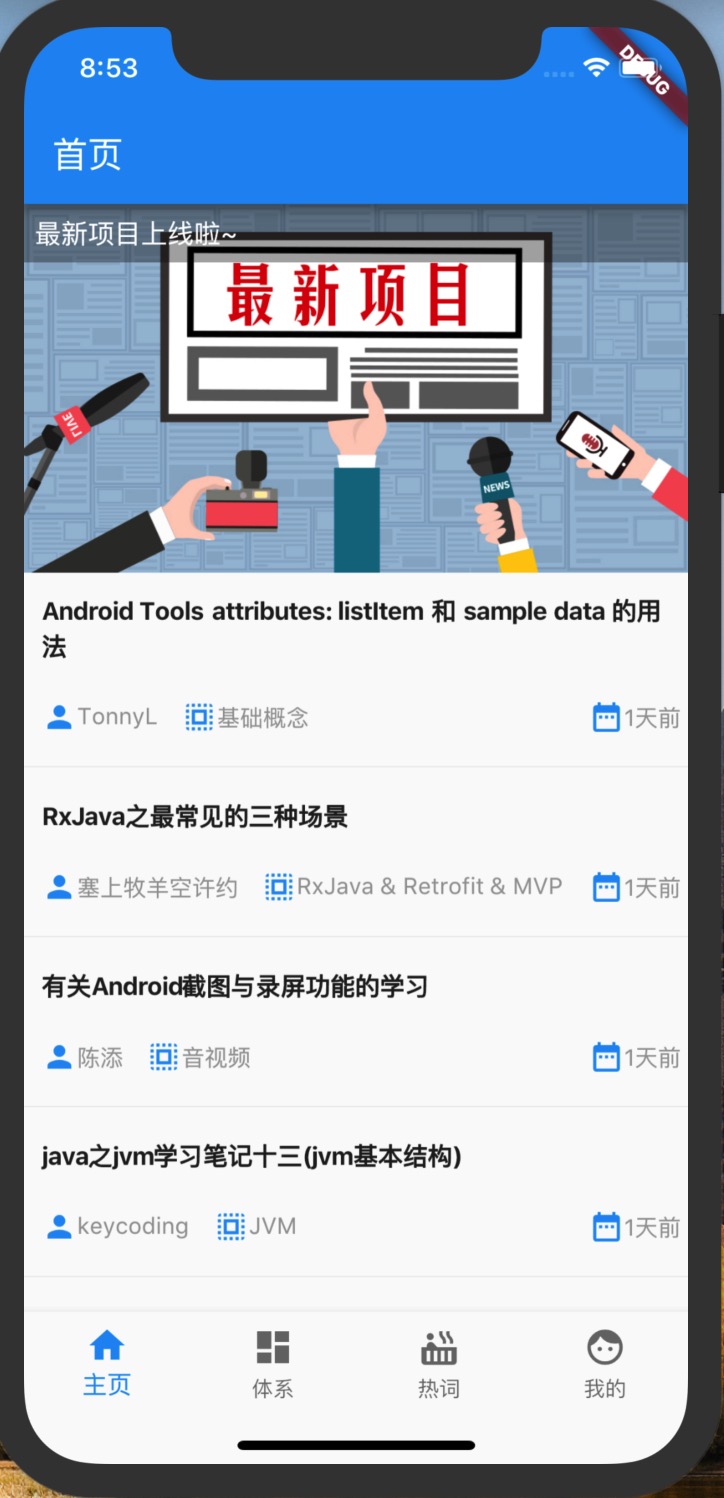 8:53
DEBUG
首页
最新项目上线啦~
最新项目
LIVE
NEWS
Android Tools attributes: listItem 和 sample data 的用
法
TonnyL 基础概念 1天前
RxJava之最常见的三种场景
塞上牧羊空许约 RxJava & Retrofit & MVP 1天前
有关Android截图与录屏功能的学习
陈添 音视频 1天前
java之jvm学习笔记十三(jvm基本结构)
keycoding JVM 1天前
主页 体系 热词 我的